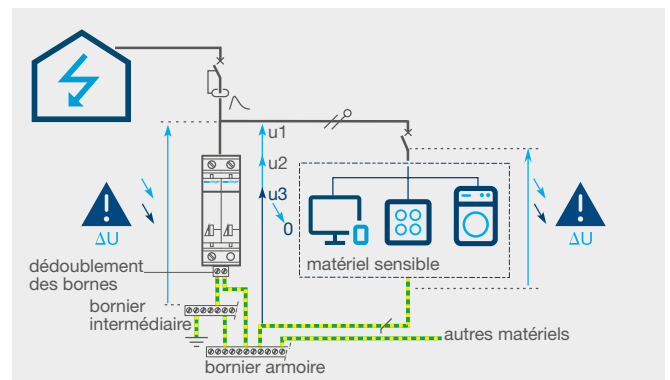 u1
u2
u3
0
ΔU
ΔU
matériel sensible
dédoublement
des bornes
bornier
intermédiaire
autres matériels
bornier armoire